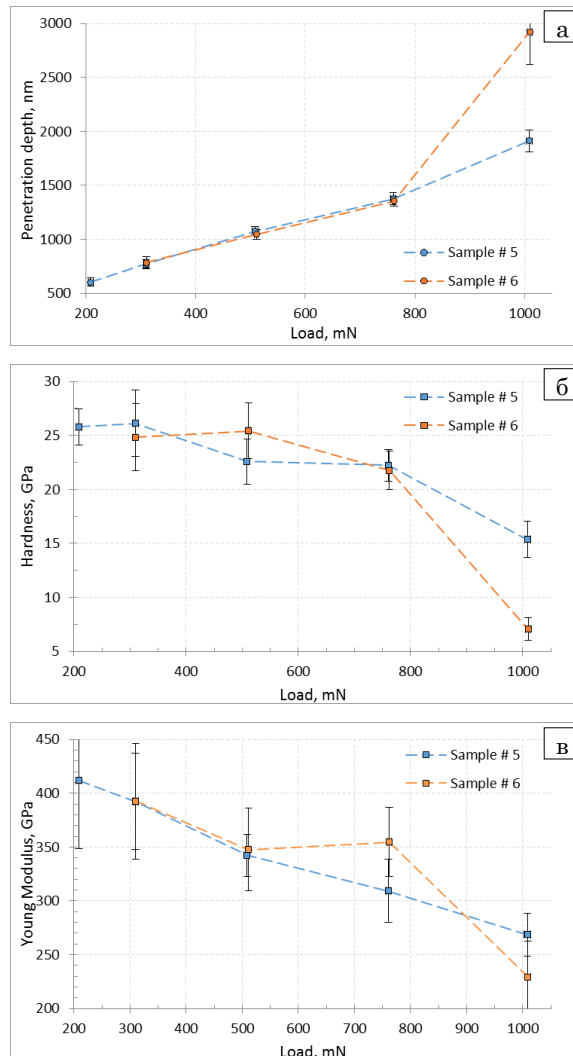 а
3000
2500
2000
1500
1000
500
Penetration depth, nm
Sample # 5
Sample # 6
200 400 600 800 1000
Load, mN
б
30
25
20
15
10
5
Hardness, GPa
Sample # 5
Sample # 6
200 400 600 800 1000
Load, mN
в
450
400
350
300
250
200
Young Modulus, GPa
Sample # 5
Sample # 6
200 300 400 500 600 700 800 900 1000
Load, mN